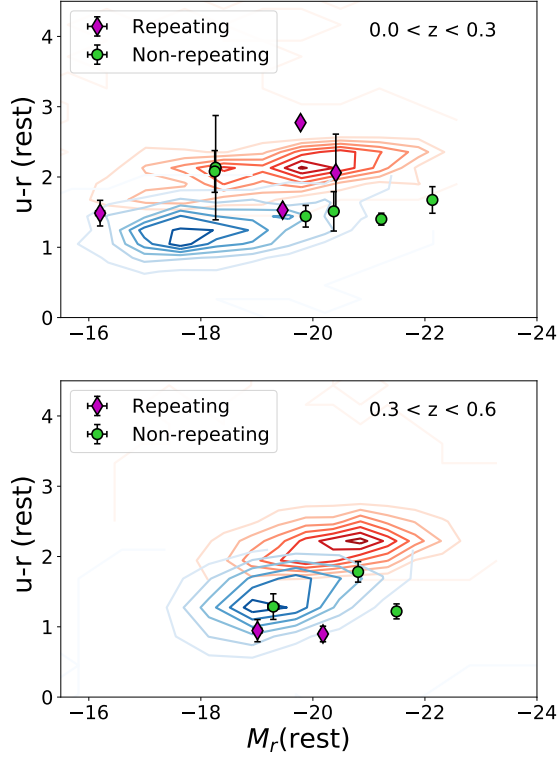 4
3
2
1
0
u-r (rest)
Repeating
Non-repeating
0.0 < z < 0.3
−16 −18 −20 −22 −24
4
3
2
1
0
u-r (rest)
Repeating
Non-repeating
0.3 < z < 0.6
−16 −18 −20 −22 −24
M_r(rest)